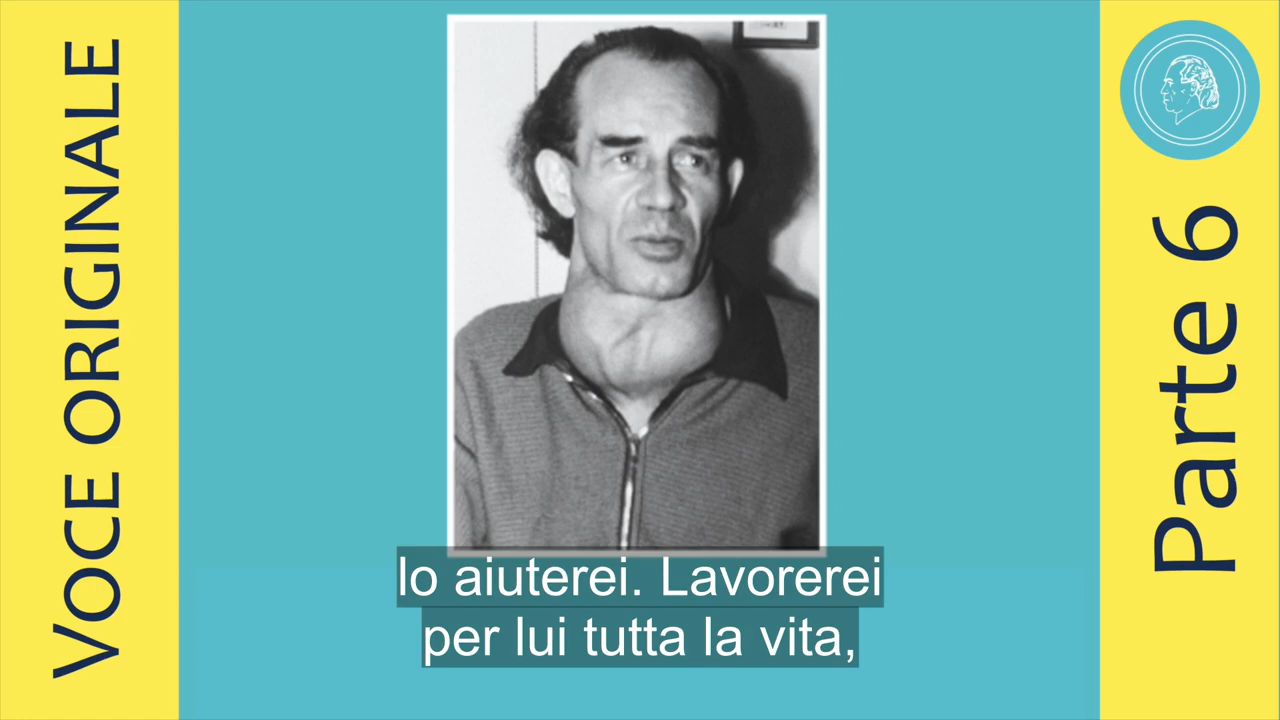 VOCE ORIGINALE
lo aiuterei. Lavorerei
per lui tutta la vita,
Parte 6